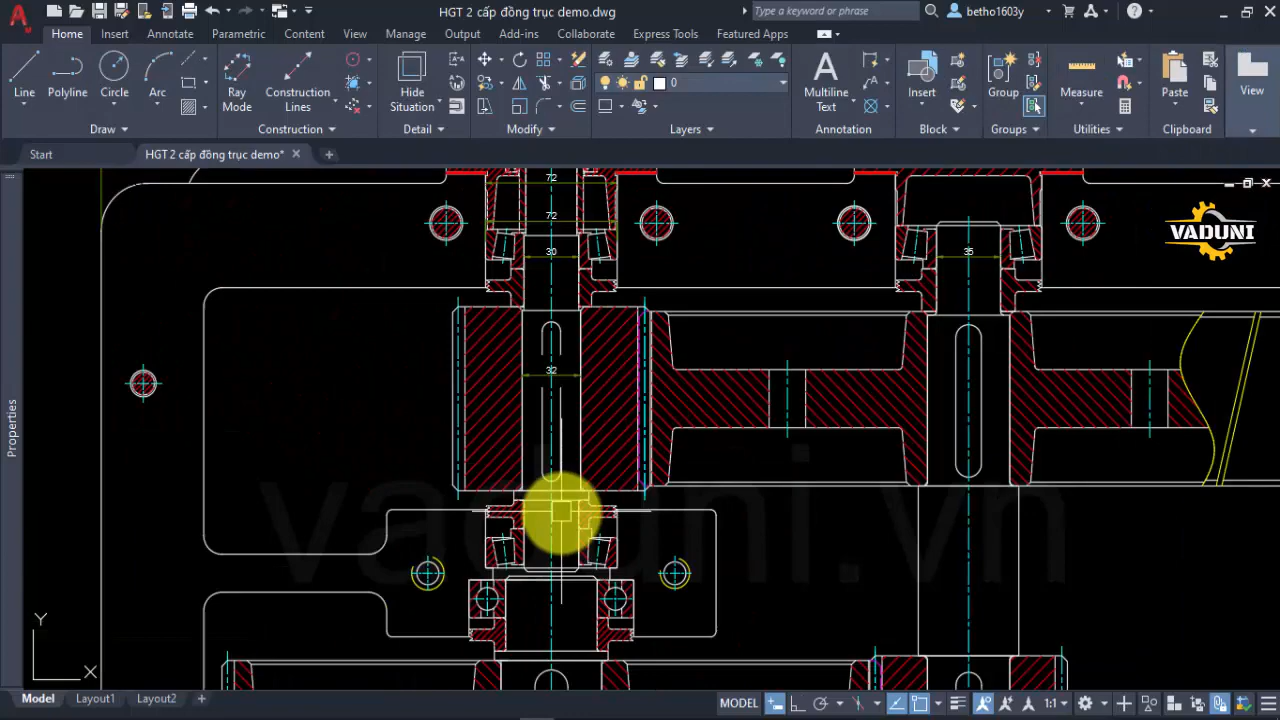 HGT 2 cấp đồng trục demo.dwg
Type a keyword or phrase
betho1603y
Home Insert Annotate Parametric Content View Manage Output Add-ins Collaborate Express Tools Featured Apps
Line Polyline Circle Arc Ray Mode Construction Lines Hide Situation 0 Multiline Text Insert Group Measure Paste View
Draw Construction Detail Modify Layers Annotation Block Groups Utilities Clipboard
Start HGT 2 cấp đồng trục demo*
72
72
30
35
32
VADUNI
vaduni.vn
Properties
Y
X
Model Layout1 Layout2
MODEL 1:1